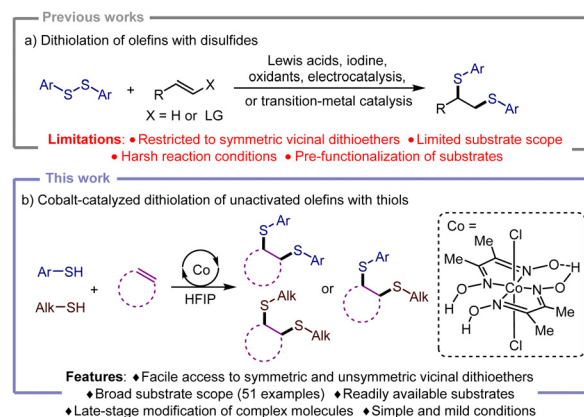 Previous works
a) Dithiolation of olefins with disfulfides
Ar S S Ar + R X
X = H or LG
Lewis acids, iodine,
oxidants, electrocatalysis,
or transition-metal catalysis
S Ar
R S Ar
Limitations: • Restricted to symmetric vicinal dithioethers • Limited substrate scope
• Harsh reaction conditions • Pre-functionalization of substrates
This work
b) Cobalt-catalyzed dithiolation of unactivated olefins with thiols
Ar-SH
Alk-SH
+
Co
HFIP
Ar
S
S
Ar
Alk
S
S
Alk
or
Ar
S
S
Alk
Co =
Cl
Me
Me
N
O
H
O
N
Co
N
O
H
O
N
Me
Me
Cl
Features: ♦Facile access to symmetric and unsymmetric vicinal dithioethers
♦Broad substrate scope (51 examples) ♦Readily available substrates
♦Late-stage modification of complex molecules ♦Simple and mild conditions